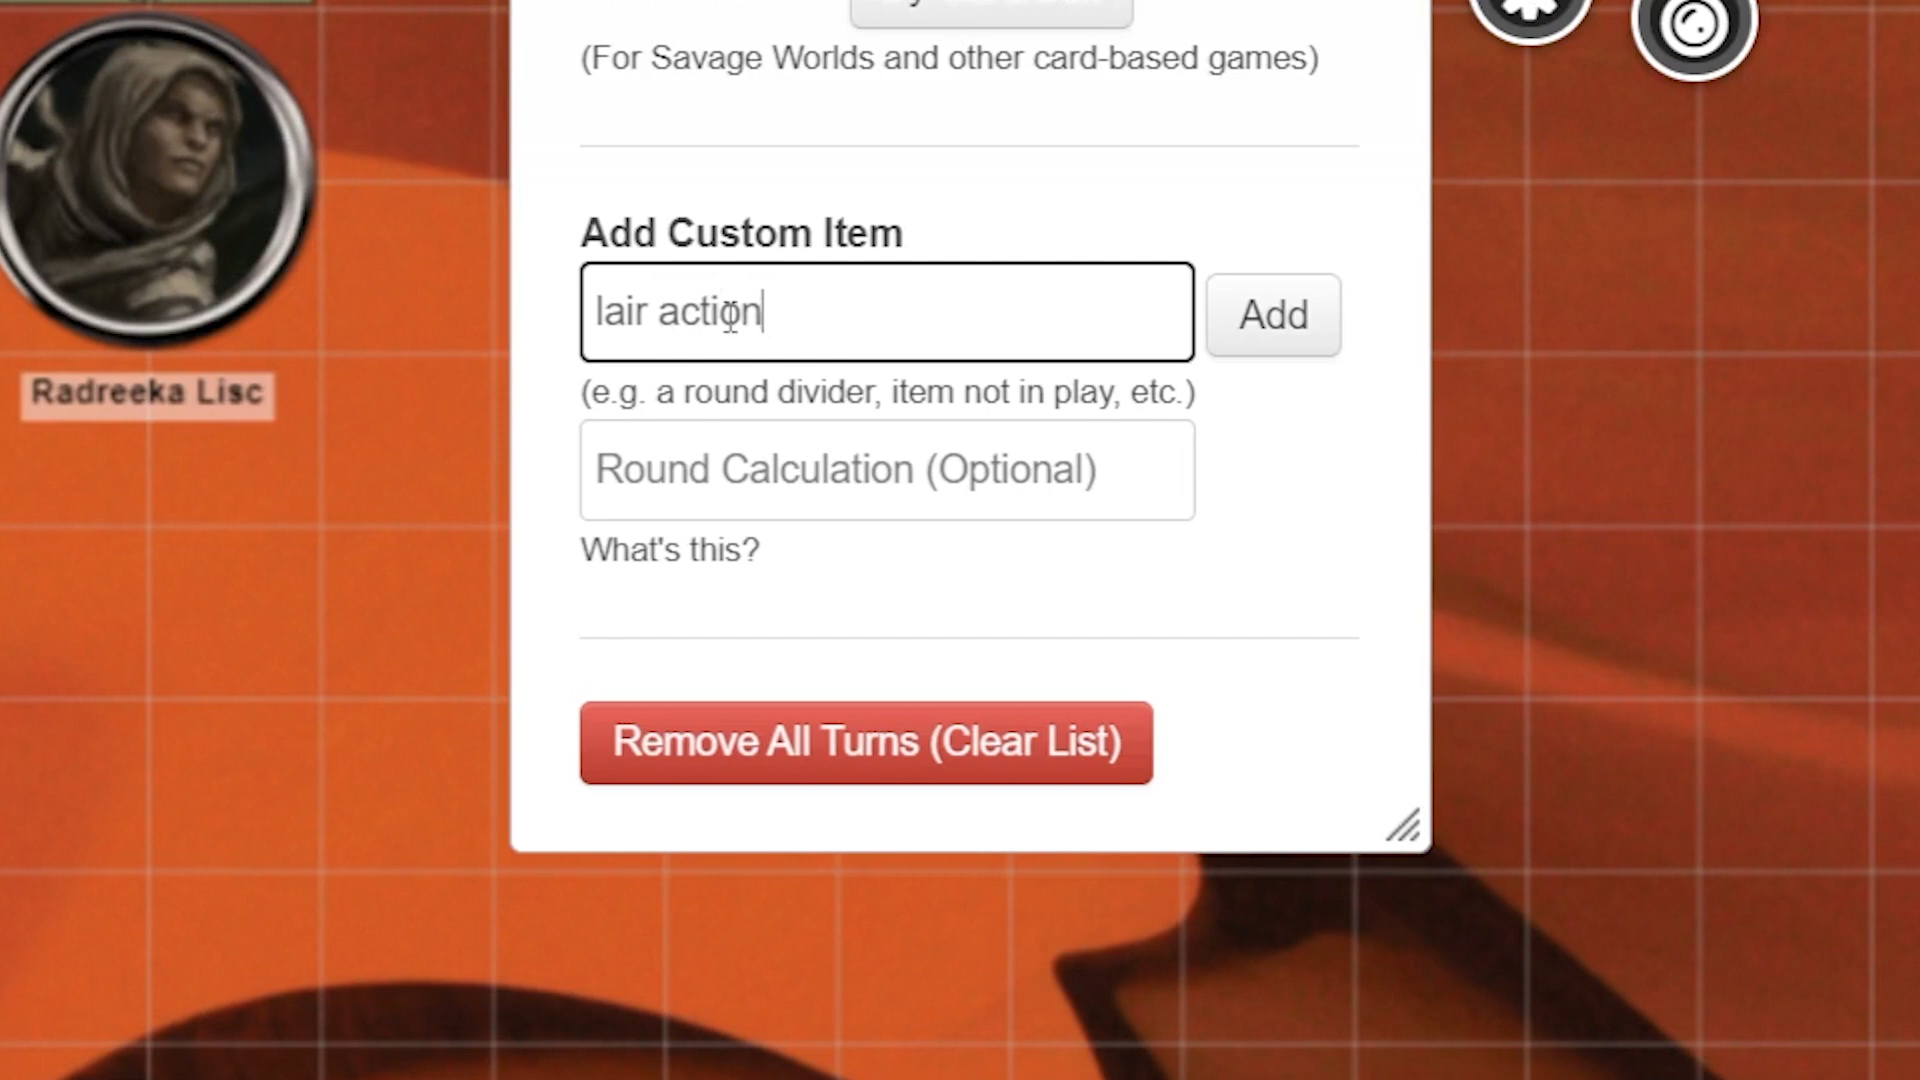 (For Savage Worlds and other card-based games)
Add Custom Item
lair action
Add
(e.g. a round divider, item not in play, etc.)
Radreeka Lisc
Round Calculation (Optional)
What's this?
Remove All Turns (Clear List)